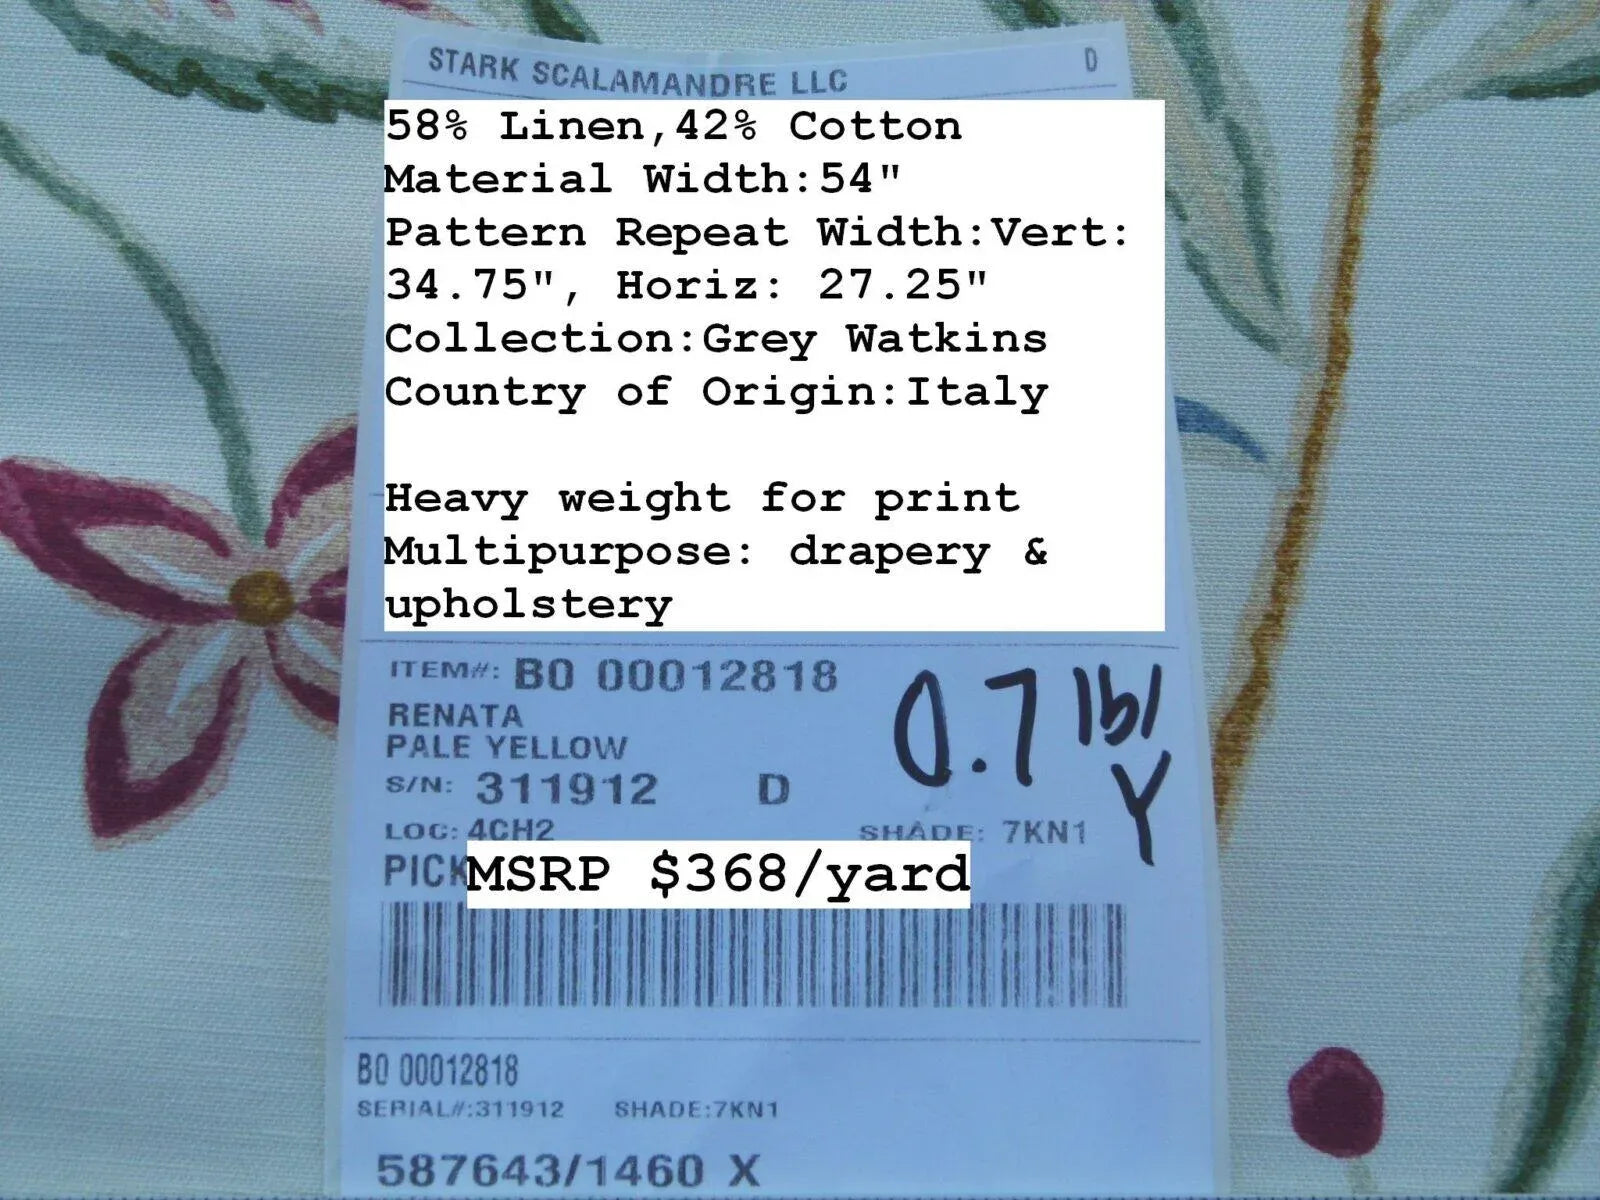 STARK SCALAMANDRE LLC D
58% Linen,42% Cotton
Material Width:54"
Pattern Repeat Width:Vert:
34.75", Horiz: 27.25"
Collection:Grey Watkins
Country of Origin:Italy
Heavy weight for print
Multipurpose: drapery &
upholstery
ITEM#: B0 00012818
RENATA
PALE YELLOW
S/N: 311912 D
LOC: 4CH2 SHADE: 7KN1
0.7 lb/
Y
PICK
MSRP $368/yard
B0 00012818
SERIAL#:311912 SHADE:7KN1
587643/1460 X